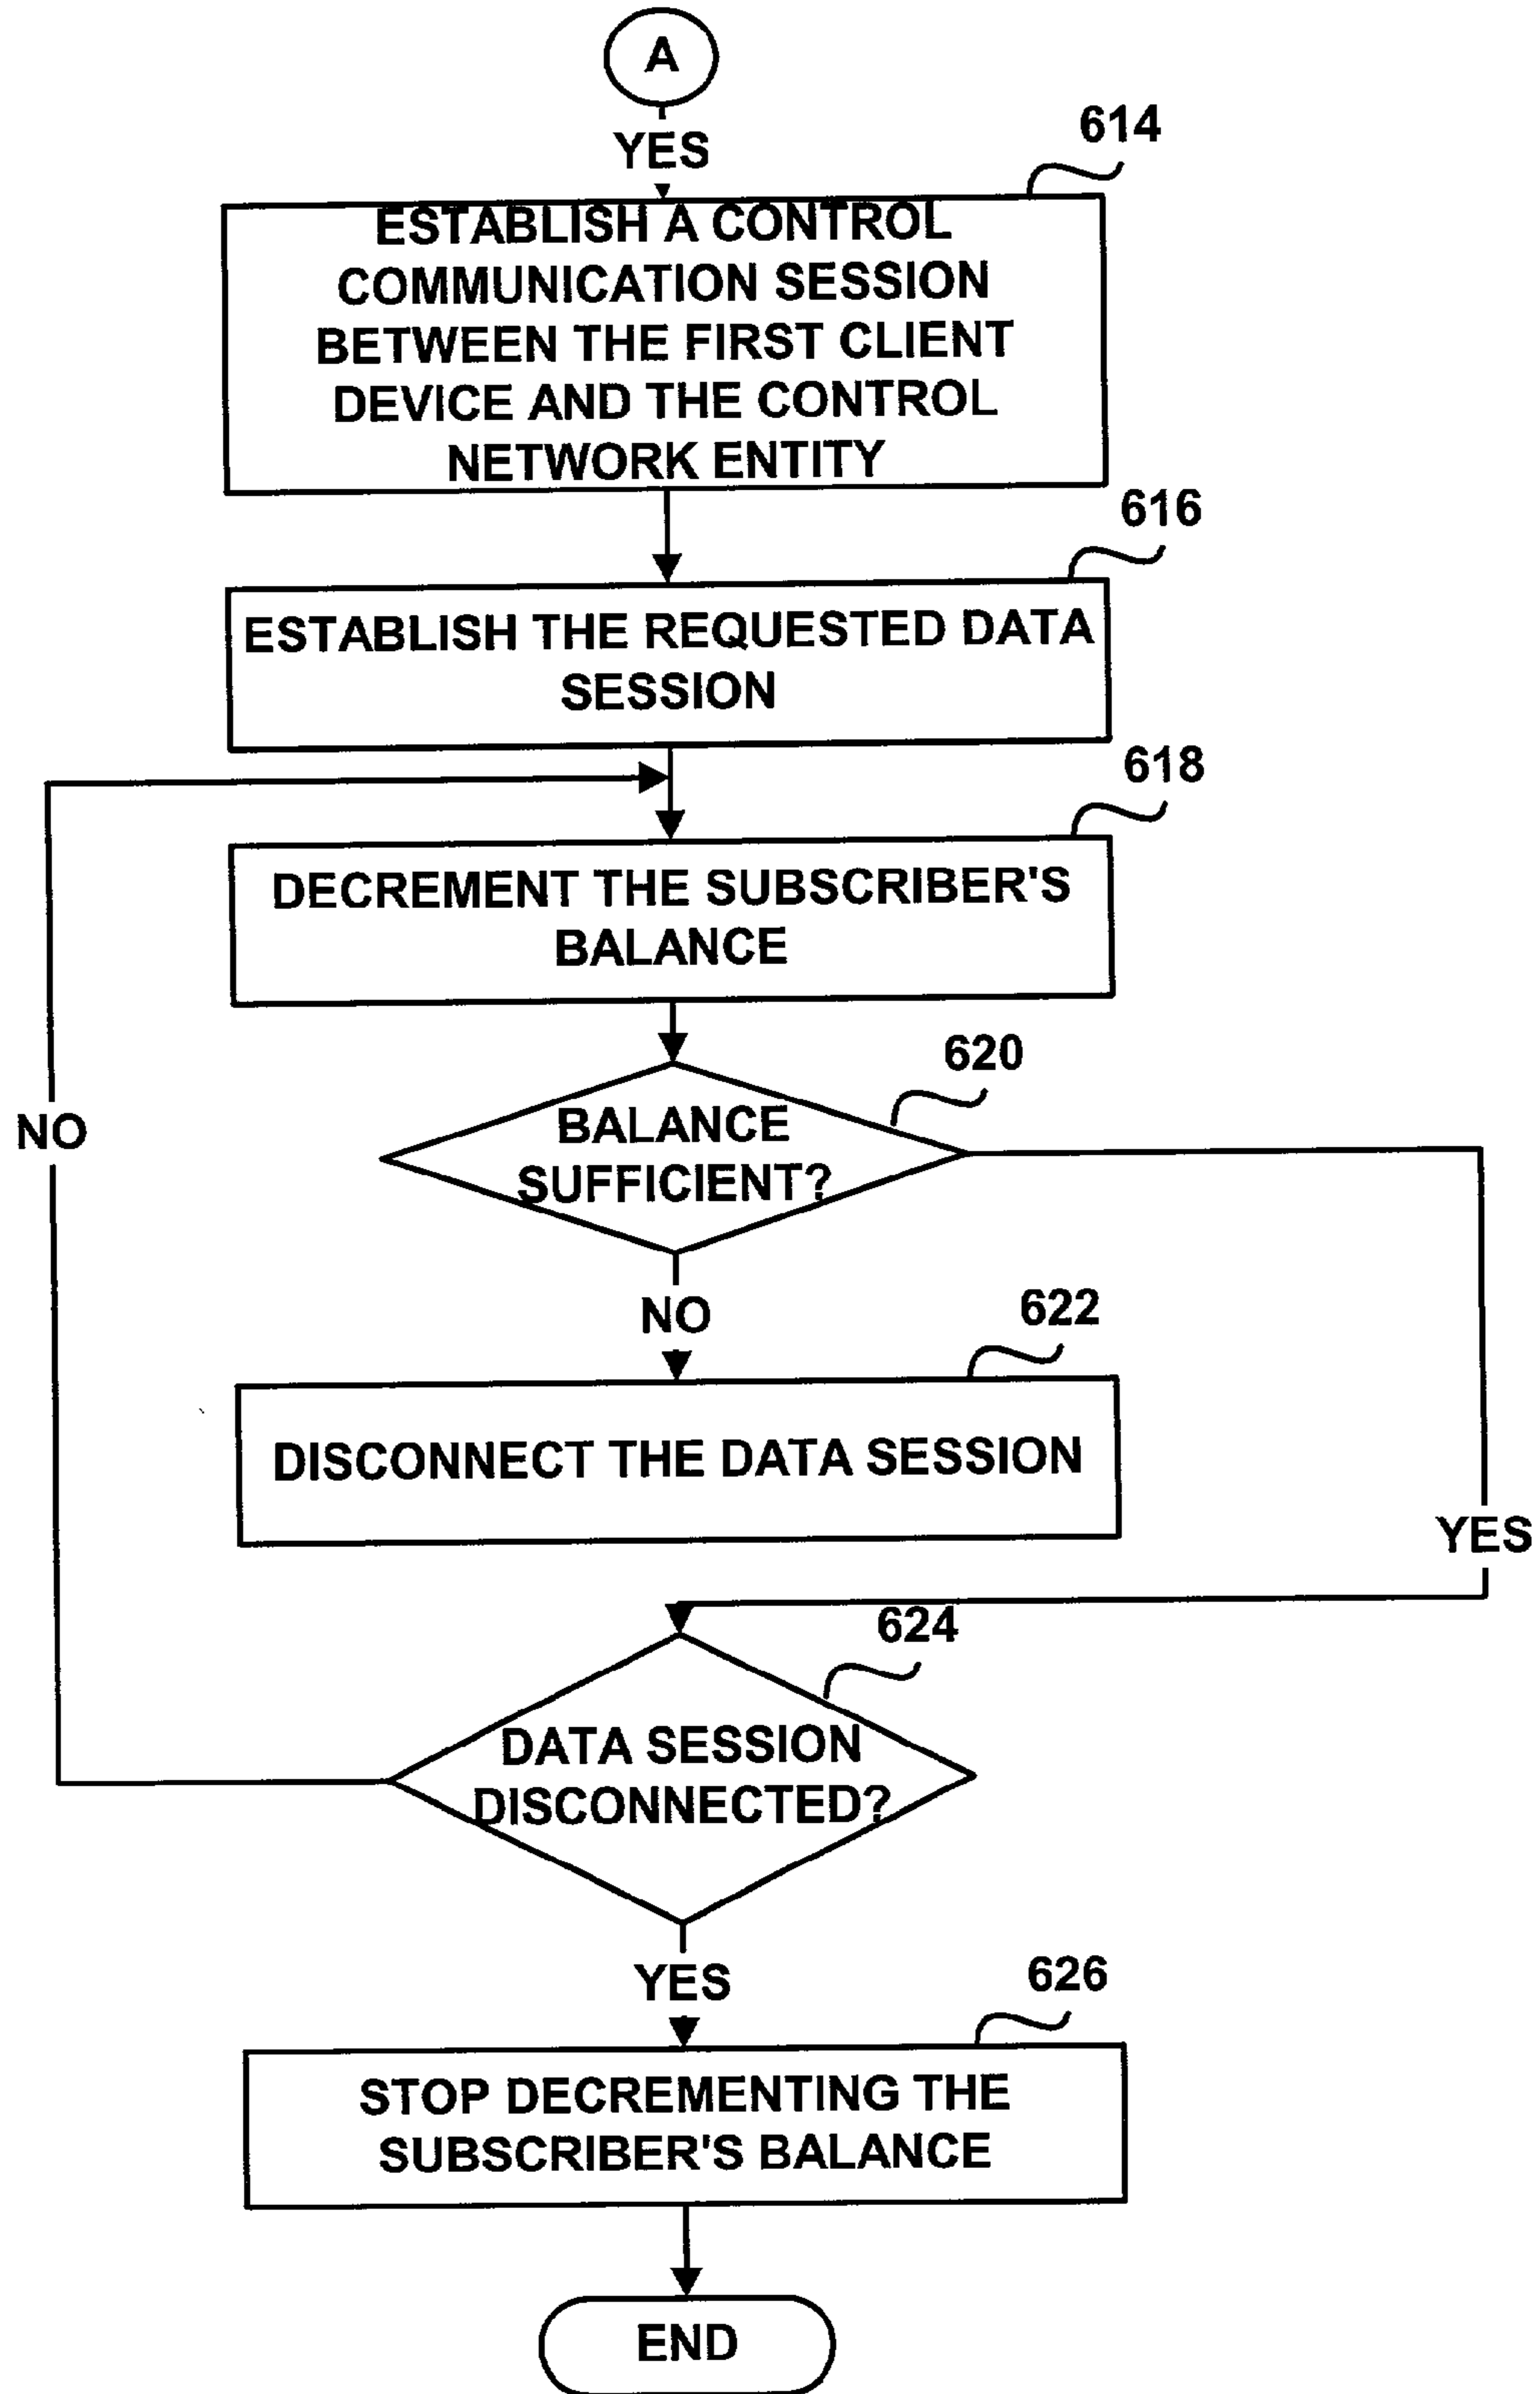 A
YES
614
ESTABLISH A CONTROL
COMMUNICATION SESSION
BETWEEN THE FIRST CLIENT
DEVICE AND THE CONTROL
NETWORK ENTITY
616
ESTABLISH THE REQUESTED DATA
SESSION
618
DECREMENT THE SUBSCRIBER'S
BALANCE
620
BALANCE
SUFFICIENT?
NO
NO
622
DISCONNECT THE DATA SESSION
YES
624
DATA SESSION
DISCONNECTED?
YES
626
STOP DECREMENTING THE
SUBSCRIBER'S BALANCE
END